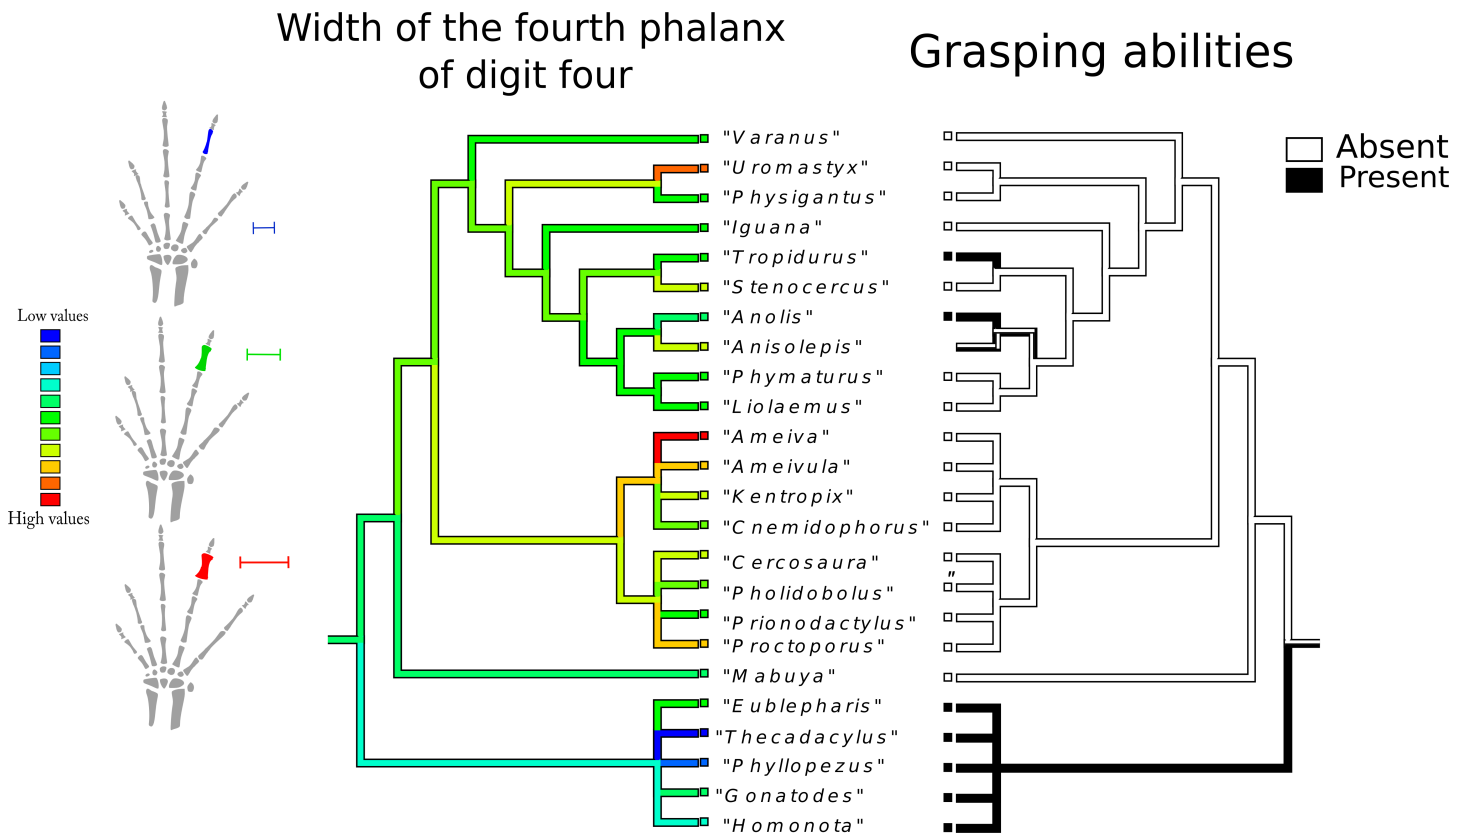 Width of the fourth phalanx
of digit four
Grasping abilities
Absent
Present
Low values
High values
"Varanus"
"Uromastyx"
"Physigantus"
"Iguana"
"Tropidurus"
"Stenocercus"
"Anolis"
"Anisolepis"
"Phymaturus"
"Liolaemus"
"Ameiva"
"Ameivula"
"Kentropix"
"Cnemidophorus"
"Cercosaura"
"
"Pholidobolus"
"Prionodactylus"
"Proctoporus"
"Mabuya"
"Eublepharis"
"Thecadacylus"
"Phyllopezus"
"Gonatodes"
"Homonota"